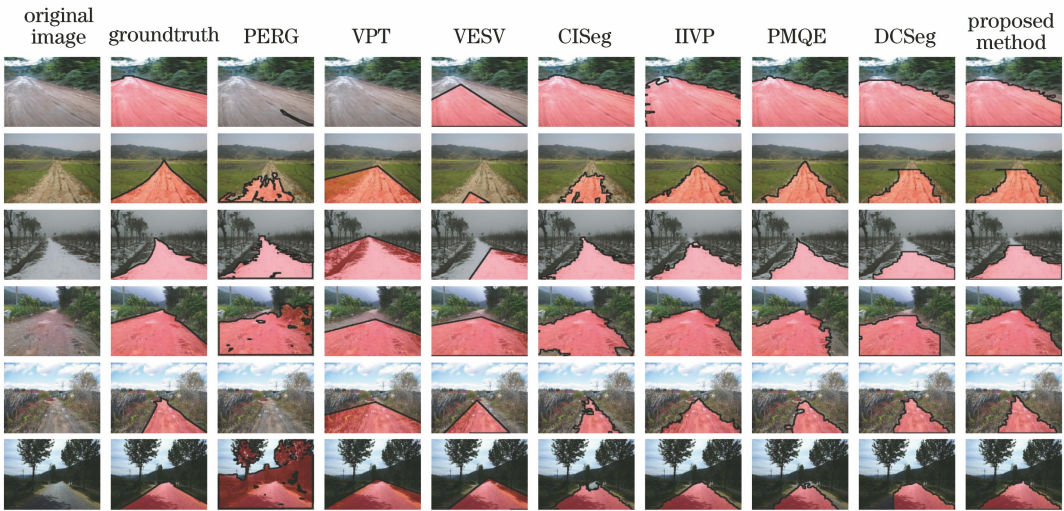 original image
groundtruth
PERG
VPT
VESV
CISeg
IIVP
PMQE
DCSeg
proposed method